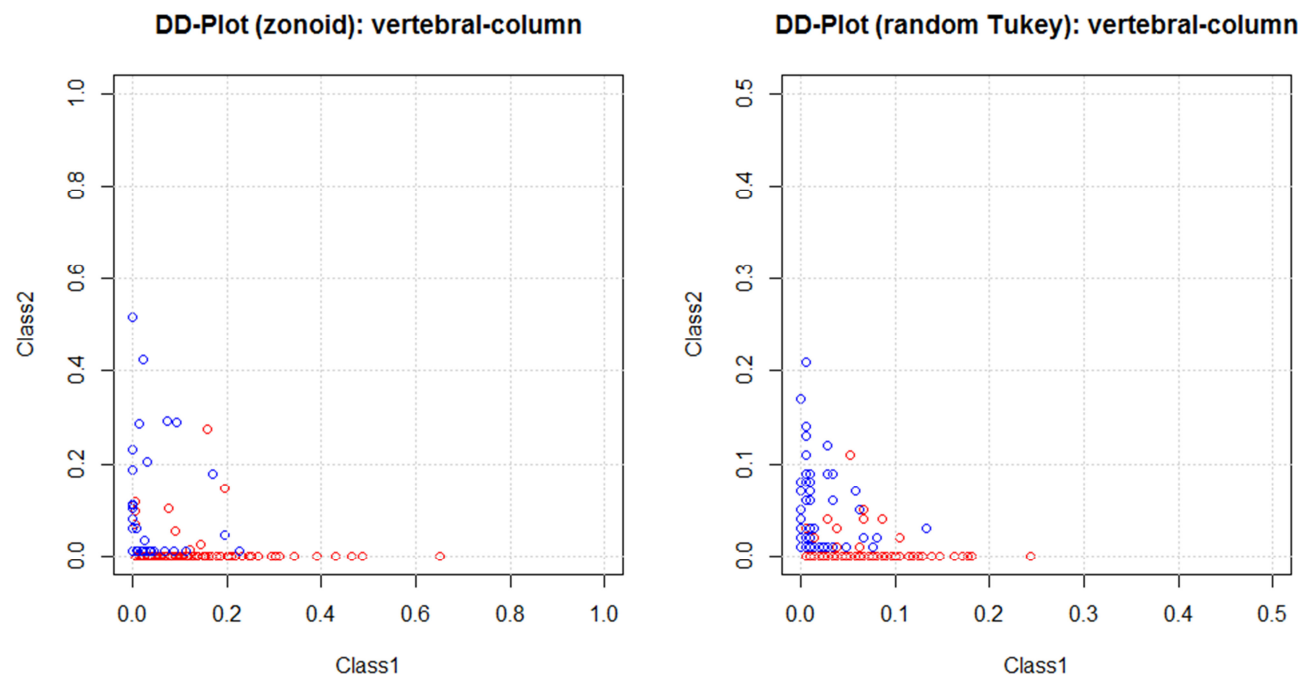 DD-Plot (zonoid): vertebral-column
Class2
1.0
0.8
0.6
0.4
0.2
0.0
0.0 0.2 0.4 0.6 0.8 1.0
Class1
DD-Plot (random Tukey): vertebral-column
Class2
0.5
0.4
0.3
0.2
0.1
0.0
0.0 0.1 0.2 0.3 0.4 0.5
Class1